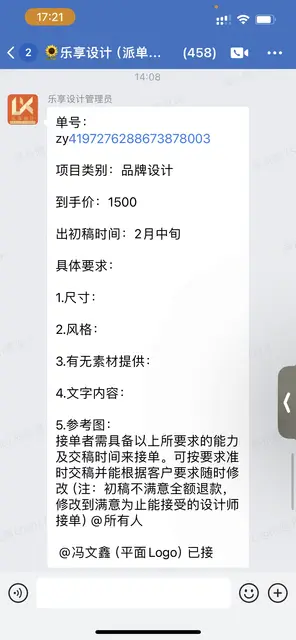 17:21
2
🌻乐享设计（派单... (458)
14:08
乐享设计管理员
单号：
zy4197276288673878003
项目类别：品牌设计
到手价：1500
出初稿时间：2月中旬
具体要求：
1.尺寸：
2.风格：
3.有无素材提供：
4.文字内容：
5.参考图：
接单者需具备以上所要求的能力
及交稿时间来接单。可按要求准
时交稿并能根据客户要求随时修
改（注：初稿不满意全额退款，
修改到满意为止能接受的设计师
接单）@所有人
@冯文鑫（平面Logo）已接